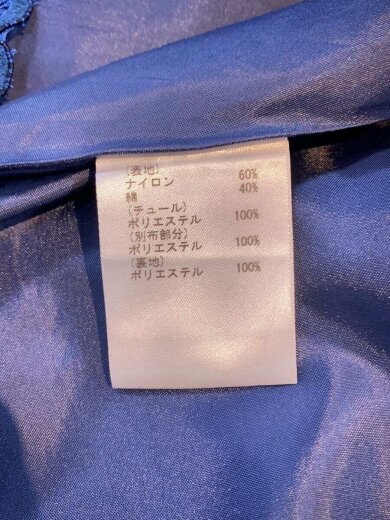 (表地)
ナイロン 60%
綿 40%
(チュール)
ポリエステル 100%
(別布部分)
ポリエステル 100%
(裏地)
ポリエステル 100%